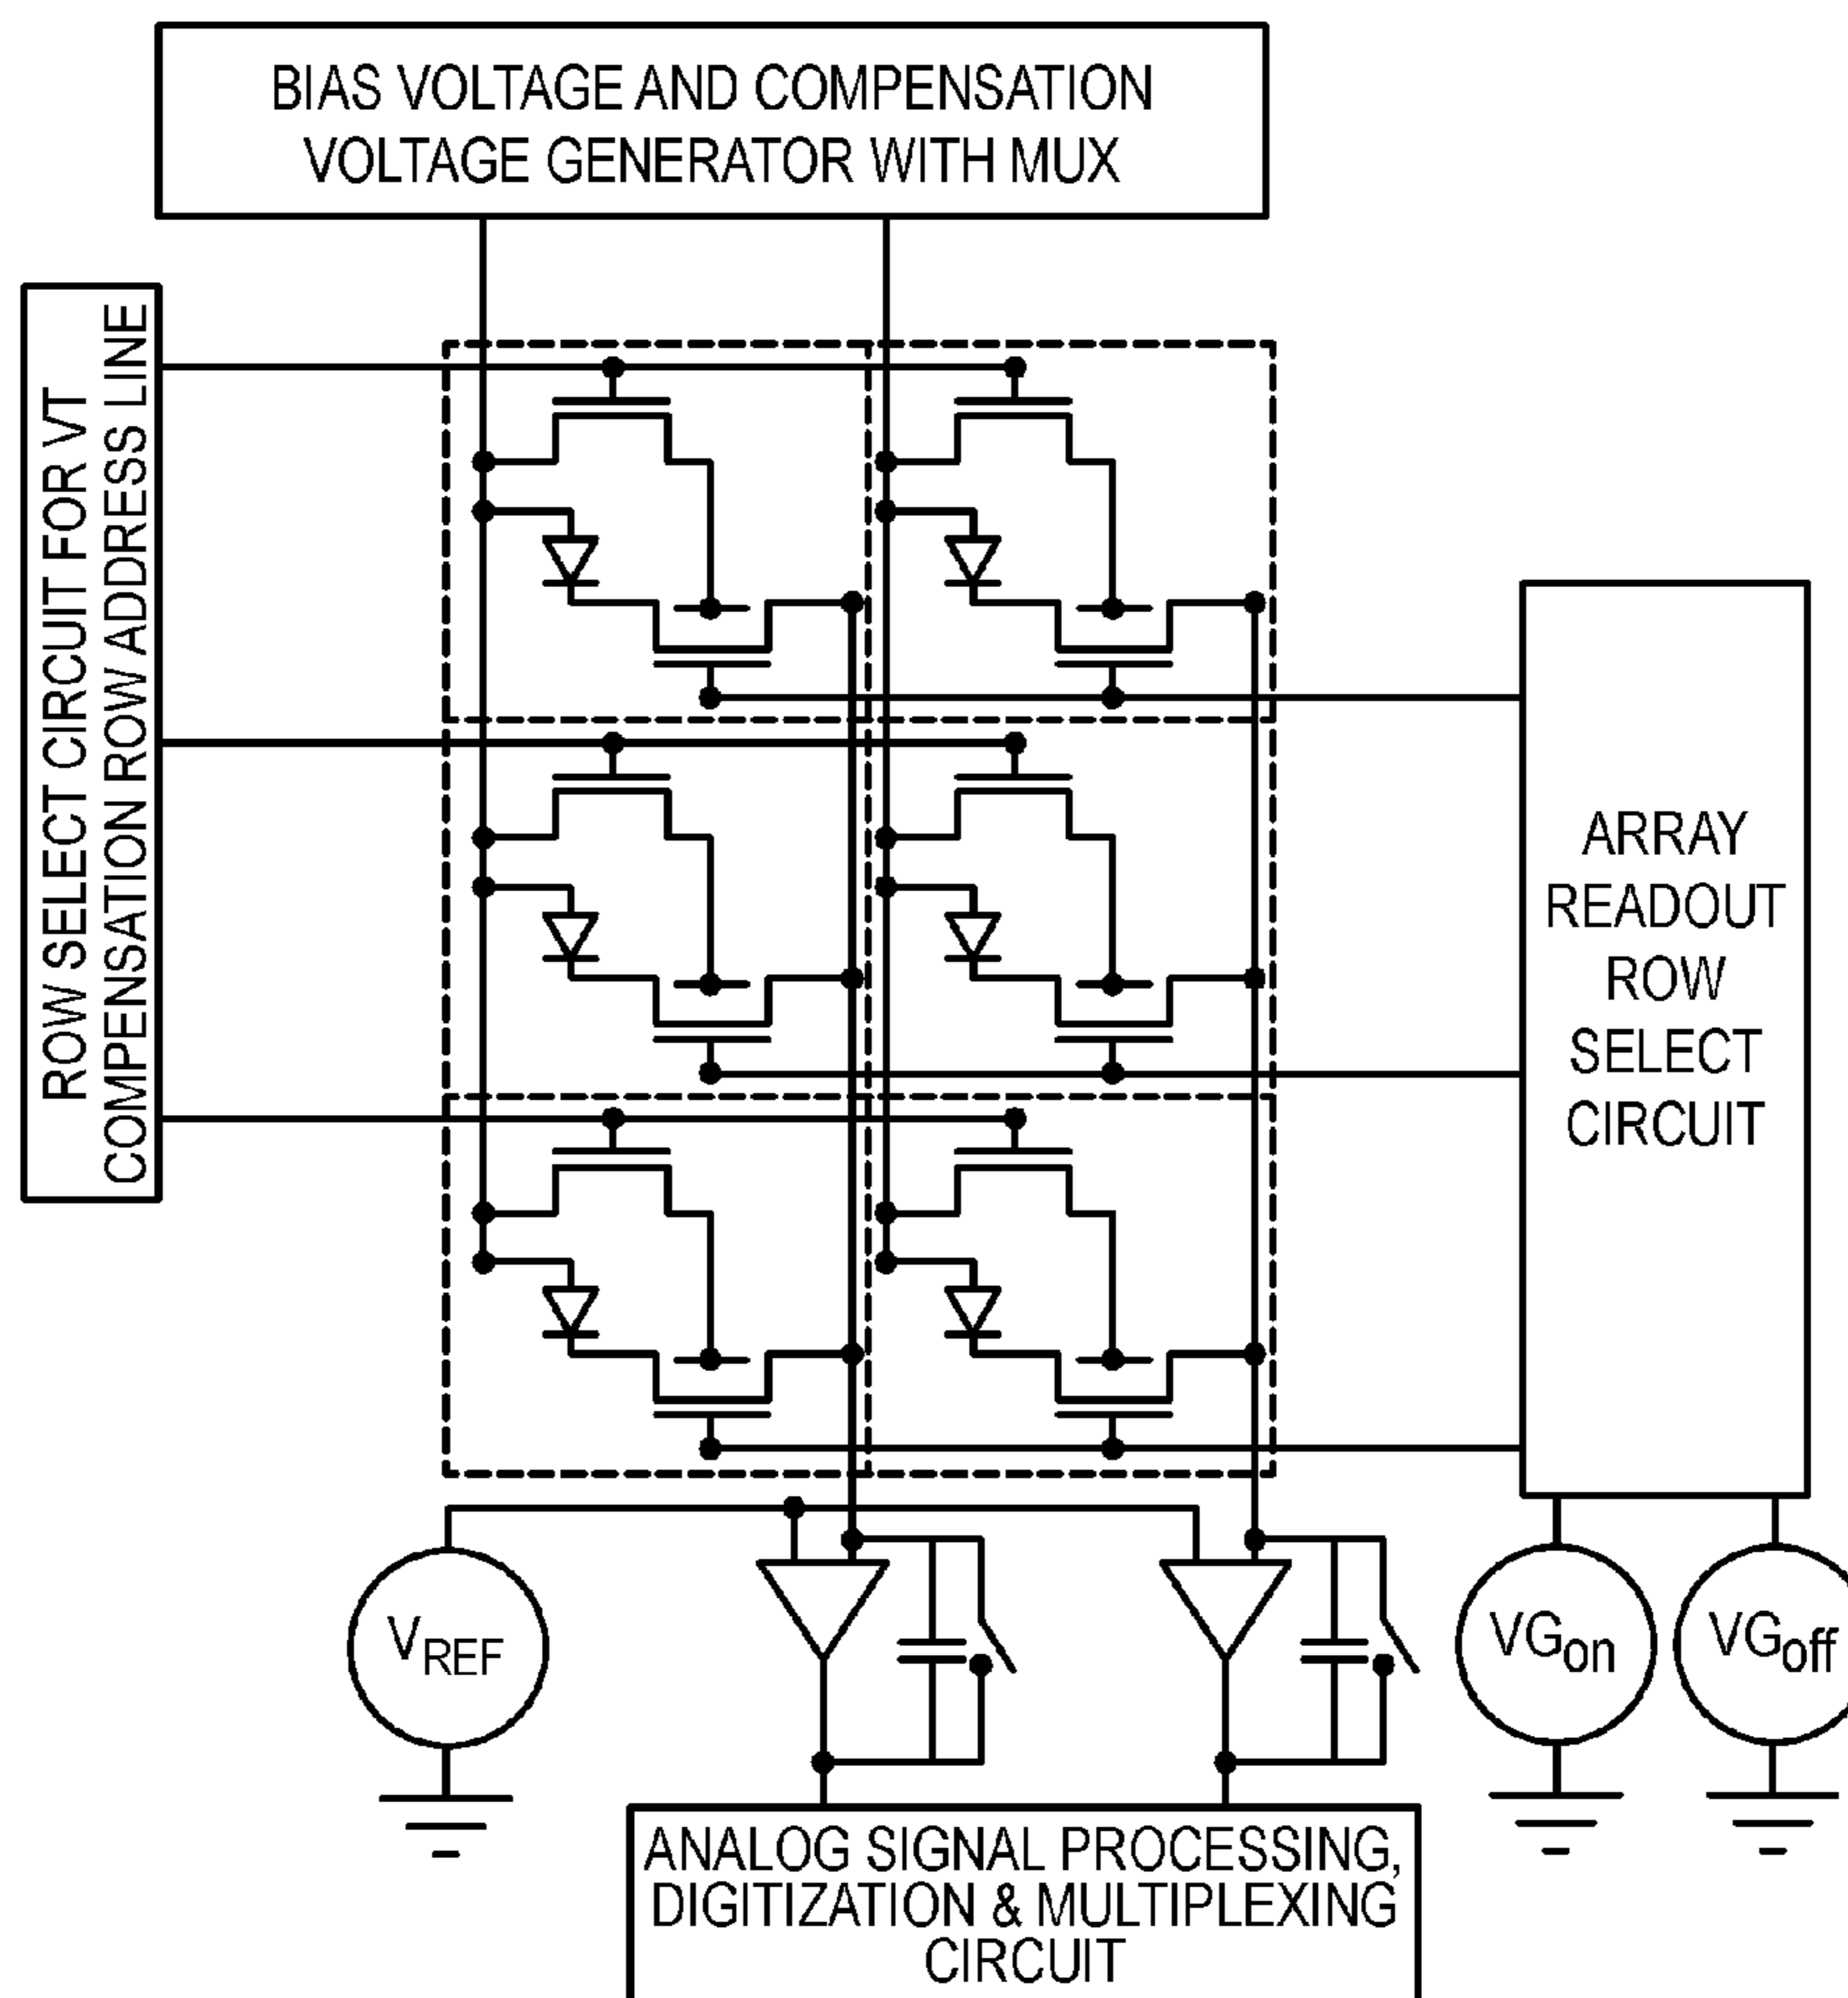 BIAS VOLTAGE AND COMPENSATION
VOLTAGE GENERATOR WITH MUX
ROW SELECT CIRCUIT FOR VT
COMPENSATION ROW ADDRESS LINE
ARRAY
READOUT
ROW
SELECT
CIRCUIT
VREF
VGon
VGoff
ANALOG SIGNAL PROCESSING,
DIGITIZATION & MULTIPLEXING
CIRCUIT